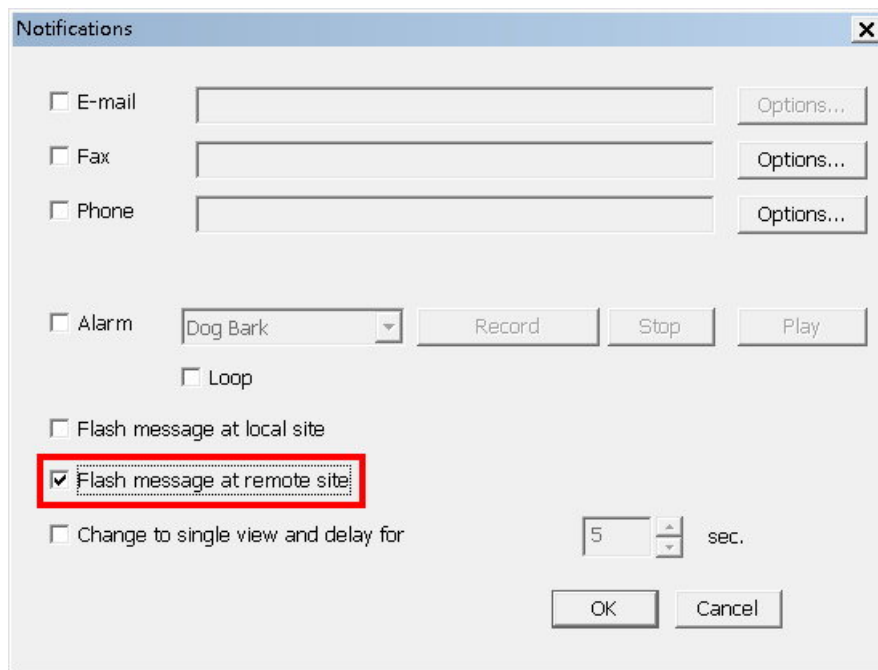 Notifications
E-mail Options...
Fax Options...
Phone Options...
Alarm Dog Bark Record Stop Play
Loop
Flash message at local site
Flash message at remote site
Change to single view and delay for 5 sec.
OK Cancel